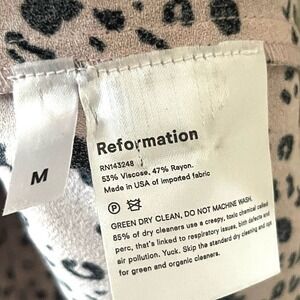 M
Reformation
RN143248
53% Viscose, 47% Rayon.
Made in USA of imported fabric
P
GREEN DRY CLEAN, DO NOT MACHINE WASH.
85% of dry cleaners use a creepy, toxic chemical called
perc, that's linked to respiratory issues, birth defects and
air pollution. Yuck. Skip the standard dry cleaning and opt
for green and organic cleaners.